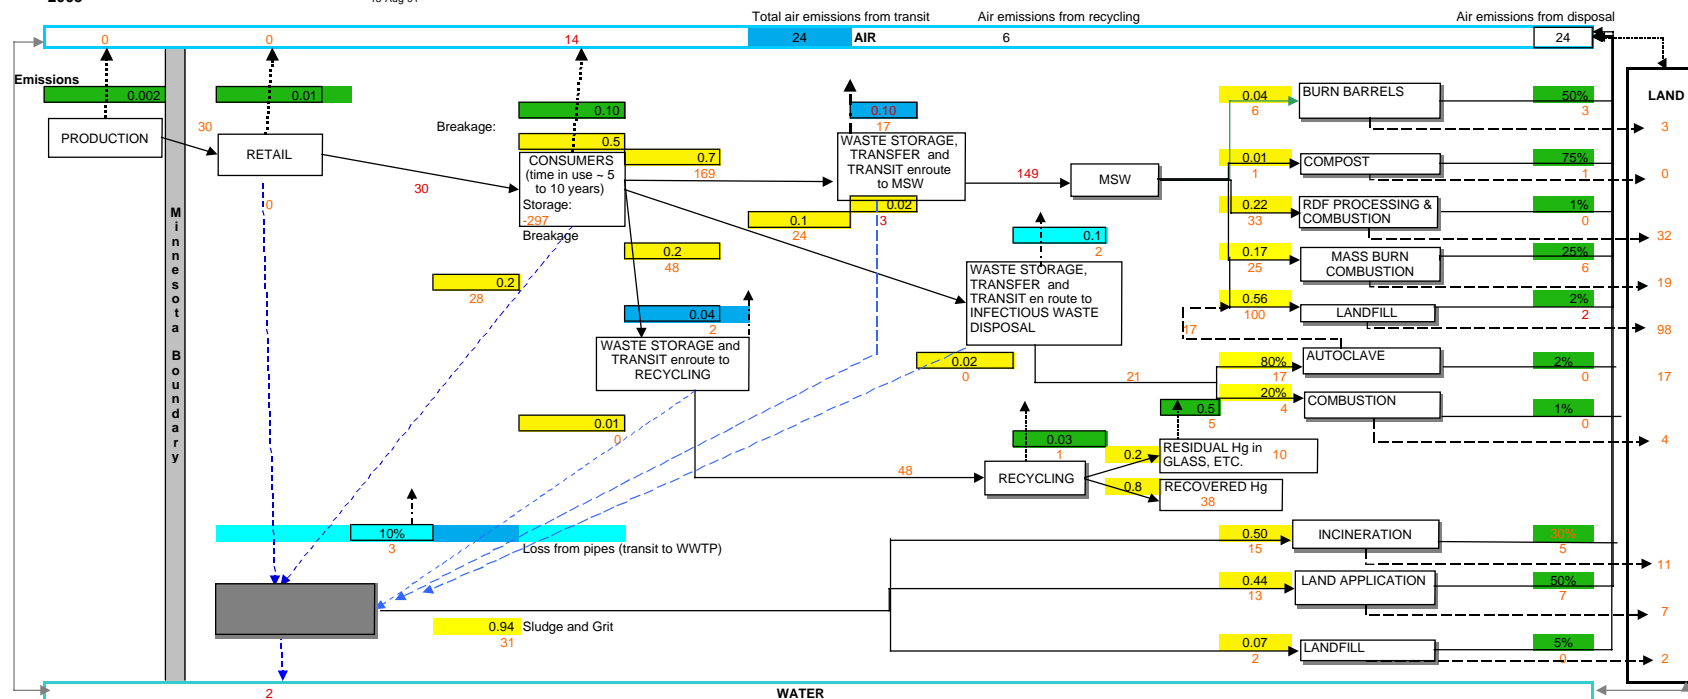 Total air emissions from transit
Air emissions from recycling
Air emissions from disposal
0
0
14
24
AIR
6
24
Emissions
0.002
0.01
0.10
0.10
17
0.04
6
BURN BARRELS
50%
3
LAND
3
PRODUCTION
30
RETAIL
Breakage:
0.5
CONSUMERS
(time in use ~ 5
to 10 years)
Storage:
-297
Breakage
0.7
169
WASTE STORAGE,
TRANSFER and
TRANSIT enroute
to MSW
149
MSW
0.01
1
COMPOST
75%
1
0
30
0
0.02
3
0.1
24
0.22
33
RDF PROCESSING &
COMBUSTION
1%
0
32
Minnesota Boundary
0.1
2
0.2
48
0.17
25
MASS BURN
COMBUSTION
25%
6
19
0.2
28
WASTE STORAGE,
TRANSFER and
TRANSIT en route to
INFECTIOUS WASTE
DISPOSAL
0.56
100
LANDFILL
2%
2
98
0.04
2
17
WASTE STORAGE and
TRANSIT enroute to
RECYCLING
0.02
0
21
80%
17
AUTOCLAVE
2%
0
17
20%
4
COMBUSTION
1%
0
4
0.01
0
0.5
5
0.03
1
48
RECYCLING
0.2
RESIDUAL Hg in
GLASS, ETC.
10
0.8
RECOVERED Hg
38
10%
3
Loss from pipes (transit to WWTP)
0.50
15
INCINERATION
30%
5
11
0.44
13
LAND APPLICATION
50%
7
7
0.94
Sludge and Grit
31
0.07
2
LANDFILL
5%
0
2
2
WATER